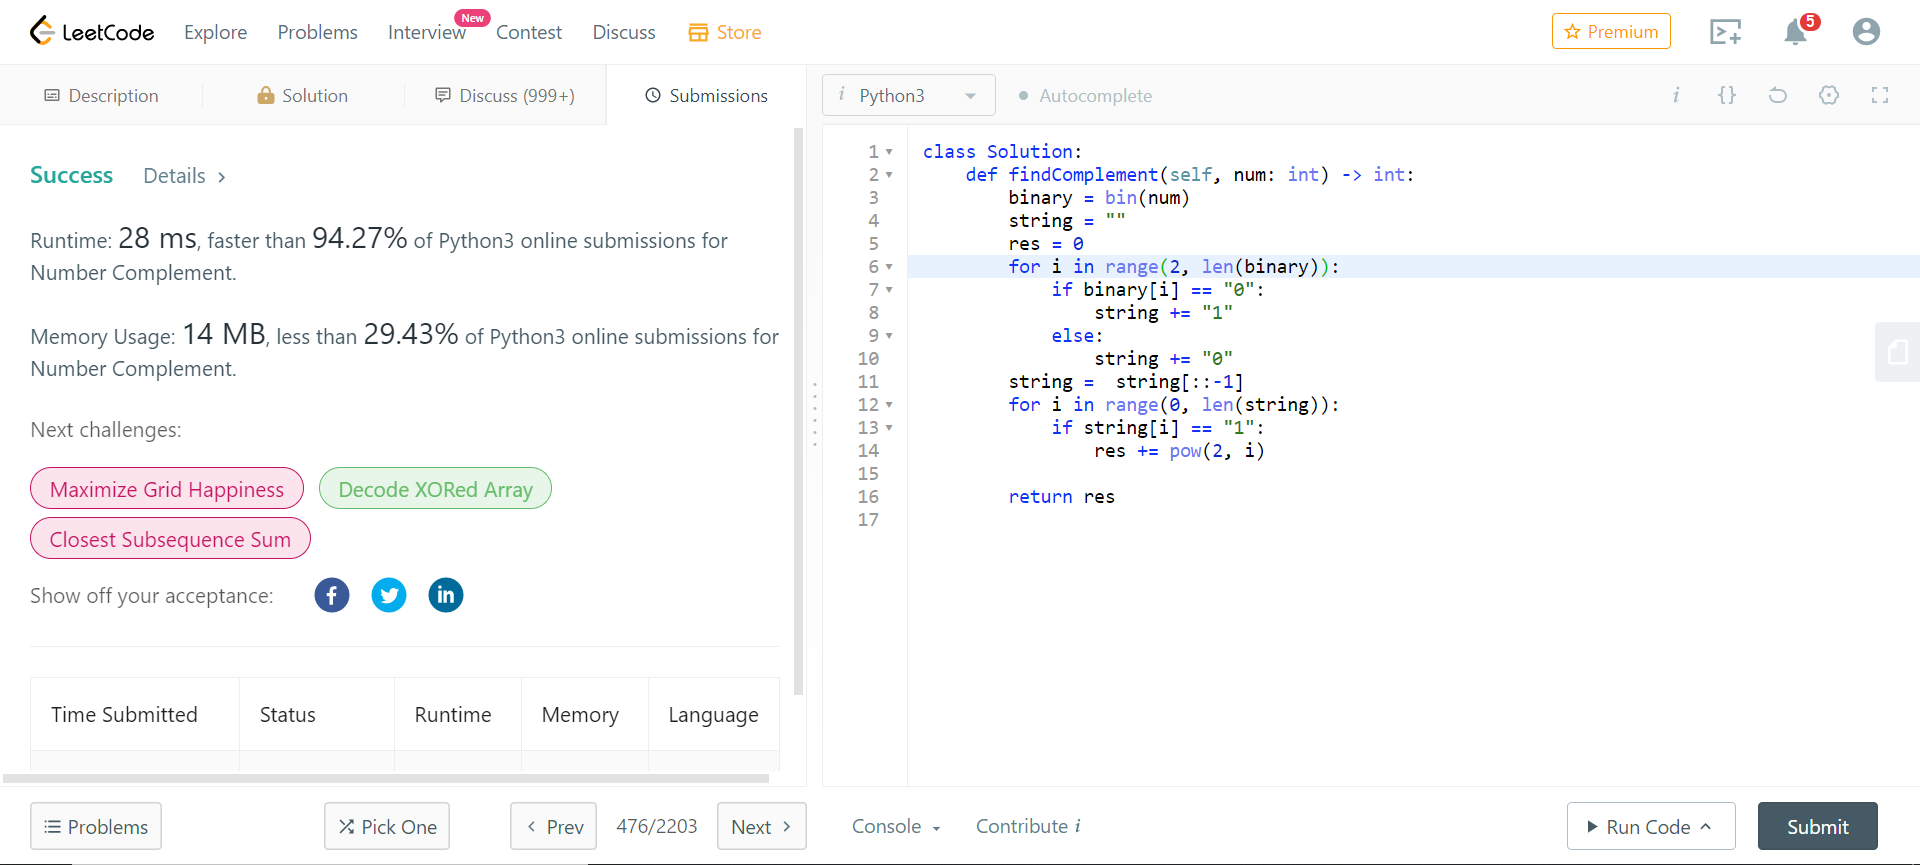 LeetCode Explore Problems Interview New Contest Discuss Store Premium 5
Description Solution Discuss (999+) Submissions
i Python3 Autocomplete i {}
Success Details >
Runtime: 28 ms, faster than 94.27% of Python3 online submissions for
Number Complement.
Memory Usage: 14 MB, less than 29.43% of Python3 online submissions for
Number Complement.
Next challenges:
Maximize Grid Happiness Decode XORed Array
Closest Subsequence Sum
Show off your acceptance: f in
Time Submitted Status Runtime Memory Language
1 class Solution:
2     def findComplement(self, num: int) -> int:
3         binary = bin(num)
4         string = ""
5         res = 0
6         for i in range(2, len(binary)):
7             if binary[i] == "0":
8                 string += "1"
9             else:
10                 string += "0"
11         string =  string[::-1]
12         for i in range(0, len(string)):
13             if string[i] == "1":
14                 res += pow(2, i)
15
16         return res
17
Problems Pick One < Prev 476/2203 Next > Console Contribute i Run Code Submit